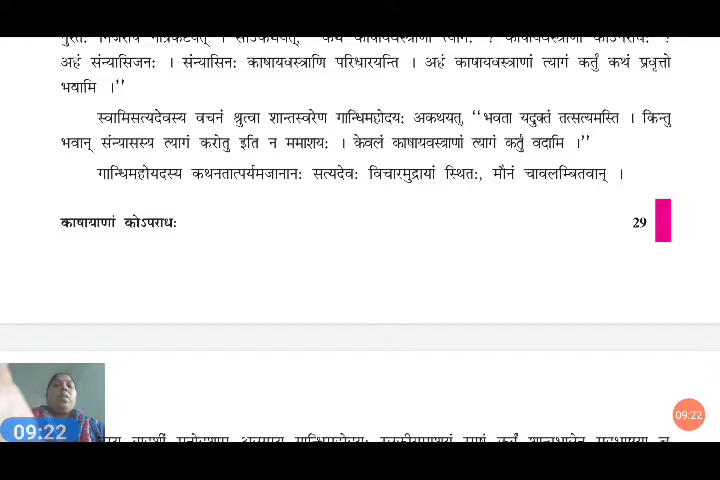 अहं संन्यासिजनः । संन्यासिनः काषायवस्त्राणि परिधारयन्ति । अहं काषायवस्त्राणां त्यागं कर्तुं कथं प्रवृत्तो
भवामि ।’’
स्वामिसत्यदेवस्य वचनं श्रुत्वा शान्तस्वरेण गान्धिमहोदयः अकथयत्, ‘‘भवता यदुक्तं तत्सत्यमस्ति । किन्तु
भवान् संन्यासस्य त्यागं करोतु इति न ममाशयः । केवलं काषायवस्त्राणां त्यागं कर्तुं वदामि ।’’
गान्धिमहोयदस्य कथनतात्पर्यमजानानः सत्यदेवः विचारमुद्रायां स्थितः, मौनं चावलम्बितवान् ।
काषायाणां कोऽपराधः
29
09:22
09:22